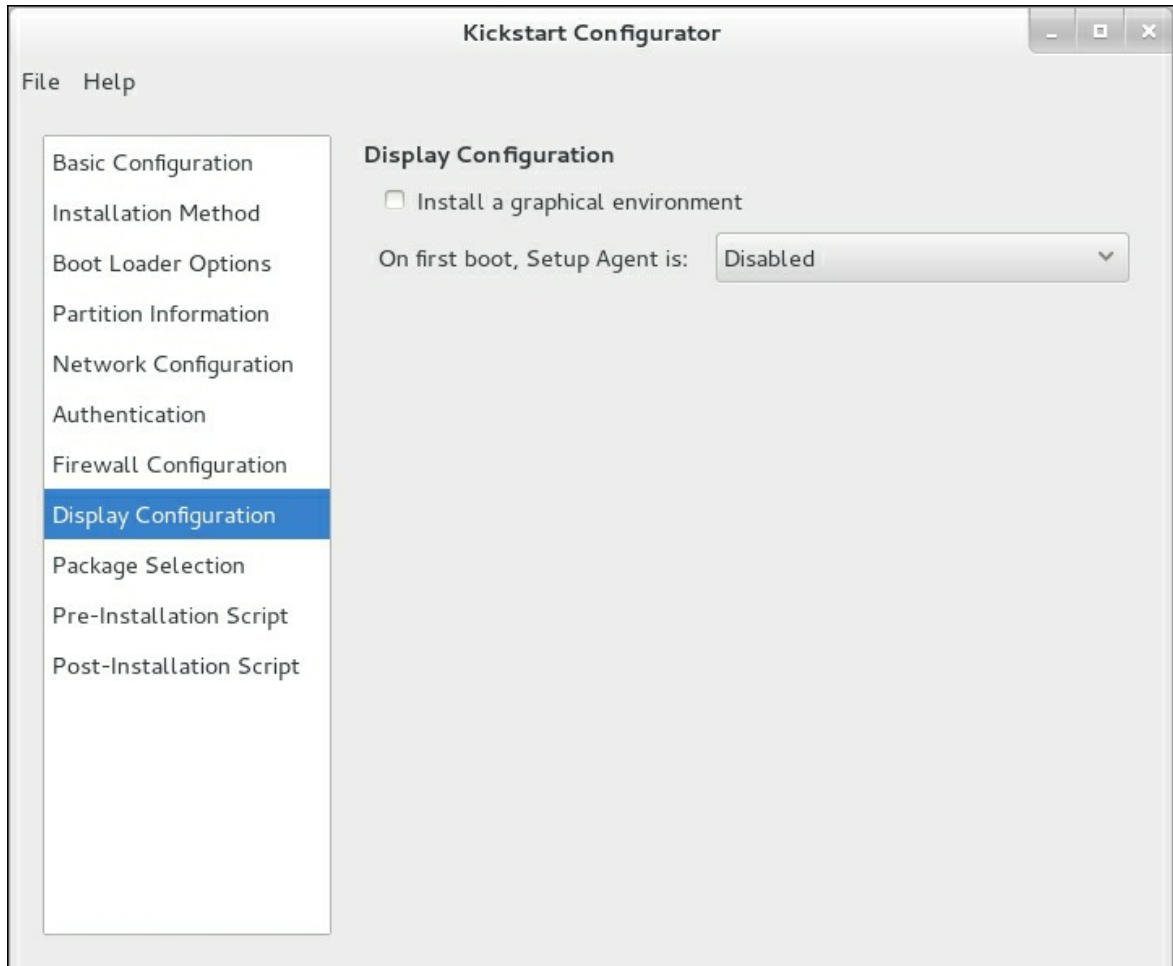 Kickstart Configurator
File Help
Basic Configuration
Installation Method
Boot Loader Options
Partition Information
Network Configuration
Authentication
Firewall Configuration
Display Configuration
Package Selection
Pre-Installation Script
Post-Installation Script
Display Configuration
Install a graphical environment
On first boot, Setup Agent is: Disabled